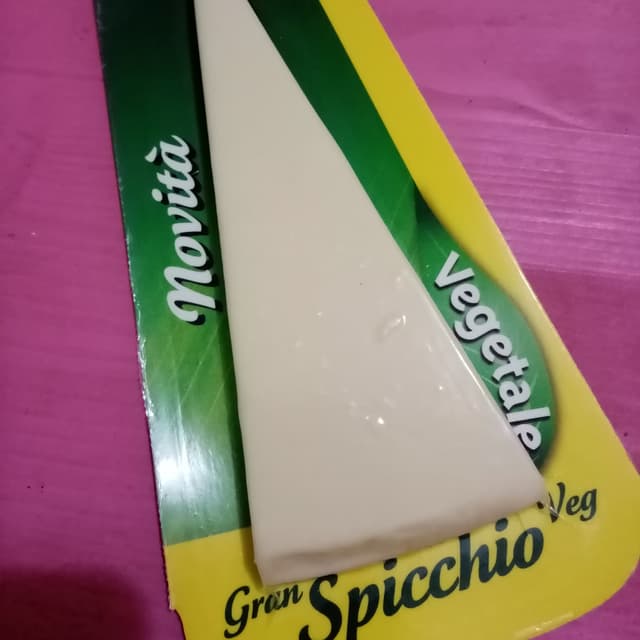 Novità
Vegetale
Gran Spicchio Veg